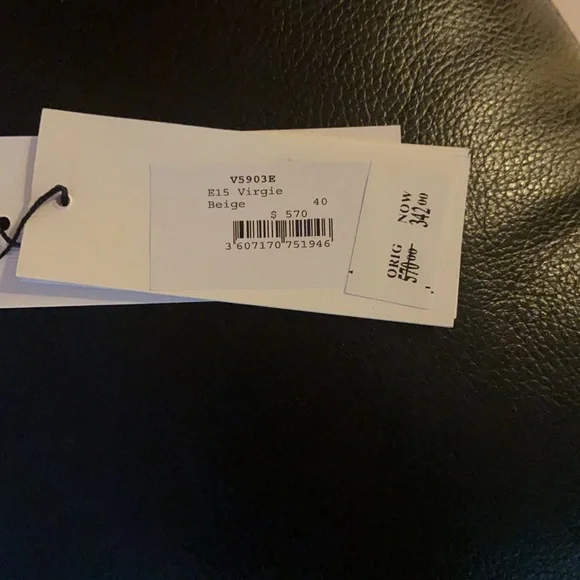 V5903E
E15 Virgie
Beige 40
$ 570
3 607170 751946
ORIG NOW
570 00 342 00